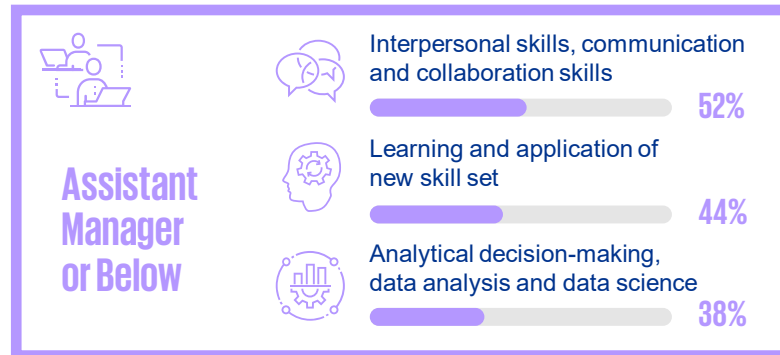 Assistant
Manager
or Below
Interpersonal skills, communication
and collaboration skills
52%
Learning and application of
new skill set
44%
Analytical decision-making,
data analysis and data science
38%